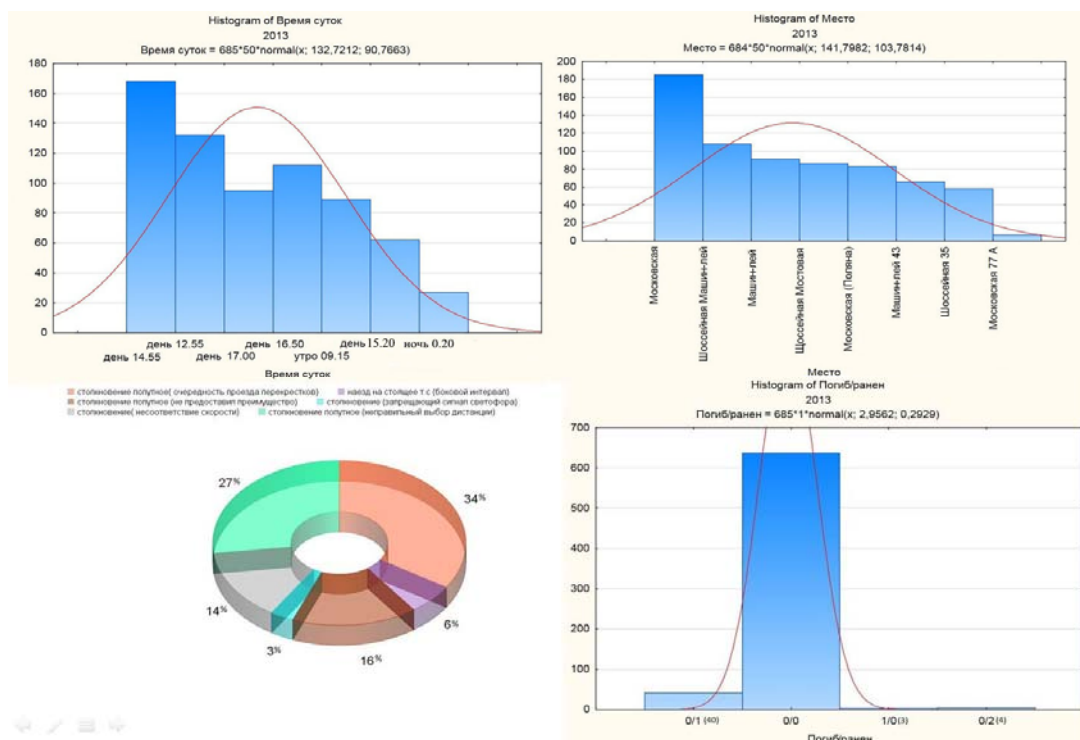 Histogram of Время суток
2013
Время суток = 685*50*normal(x; 132,7212; 90,7663)
180
160
140
120
100
80
60
40
20
0
день 12.55 день 16.50 день15.20 ночь 0.20
день 14.55 день 17.00 утро 09.15
Время суток
Histogram of Место
2013
Место = 684*50*normal(x; 141,7982; 103,7814)
200
180
160
140
120
100
80
60
40
20
0
Московская
Шоссейная Машин-лей
Машин-лей
Щоссейная Мостовая
Московская (Поляна)
Машин-лей 43
Шоссейная 35
Московская 77 А
Место
столкновение попутное( очередность проезда перекрестков)
наезд на стоящее т с (боковой интервал)
столкновение попутное (не предоставил преимущество)
столкновение (запрещающий сигнал светофора)
столкновение( несоответствие скорости)
столкновение попутное (неправильный выбор дистанции)
27%
34%
14%
6%
3%
16%
Histogram of Погиб/ранен
2013
Погиб/ранен = 685*1*normal(x; 2,9562; 0,2929)
700
600
500
400
300
200
100
0
0/1 (40) 0/0 1/0(3) 0/2(4)
Погиб/ранен